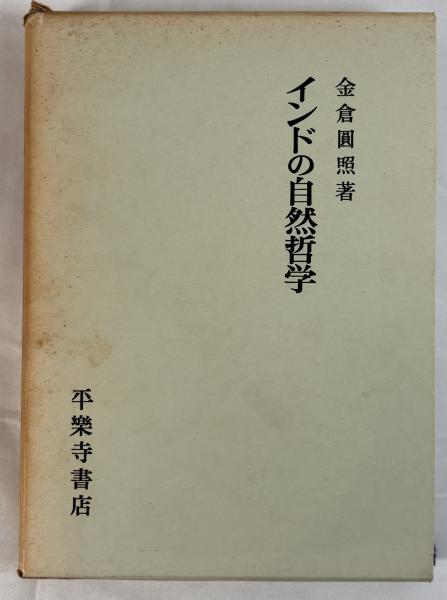 金倉圓照著
インドの自然哲学
平樂寺書店